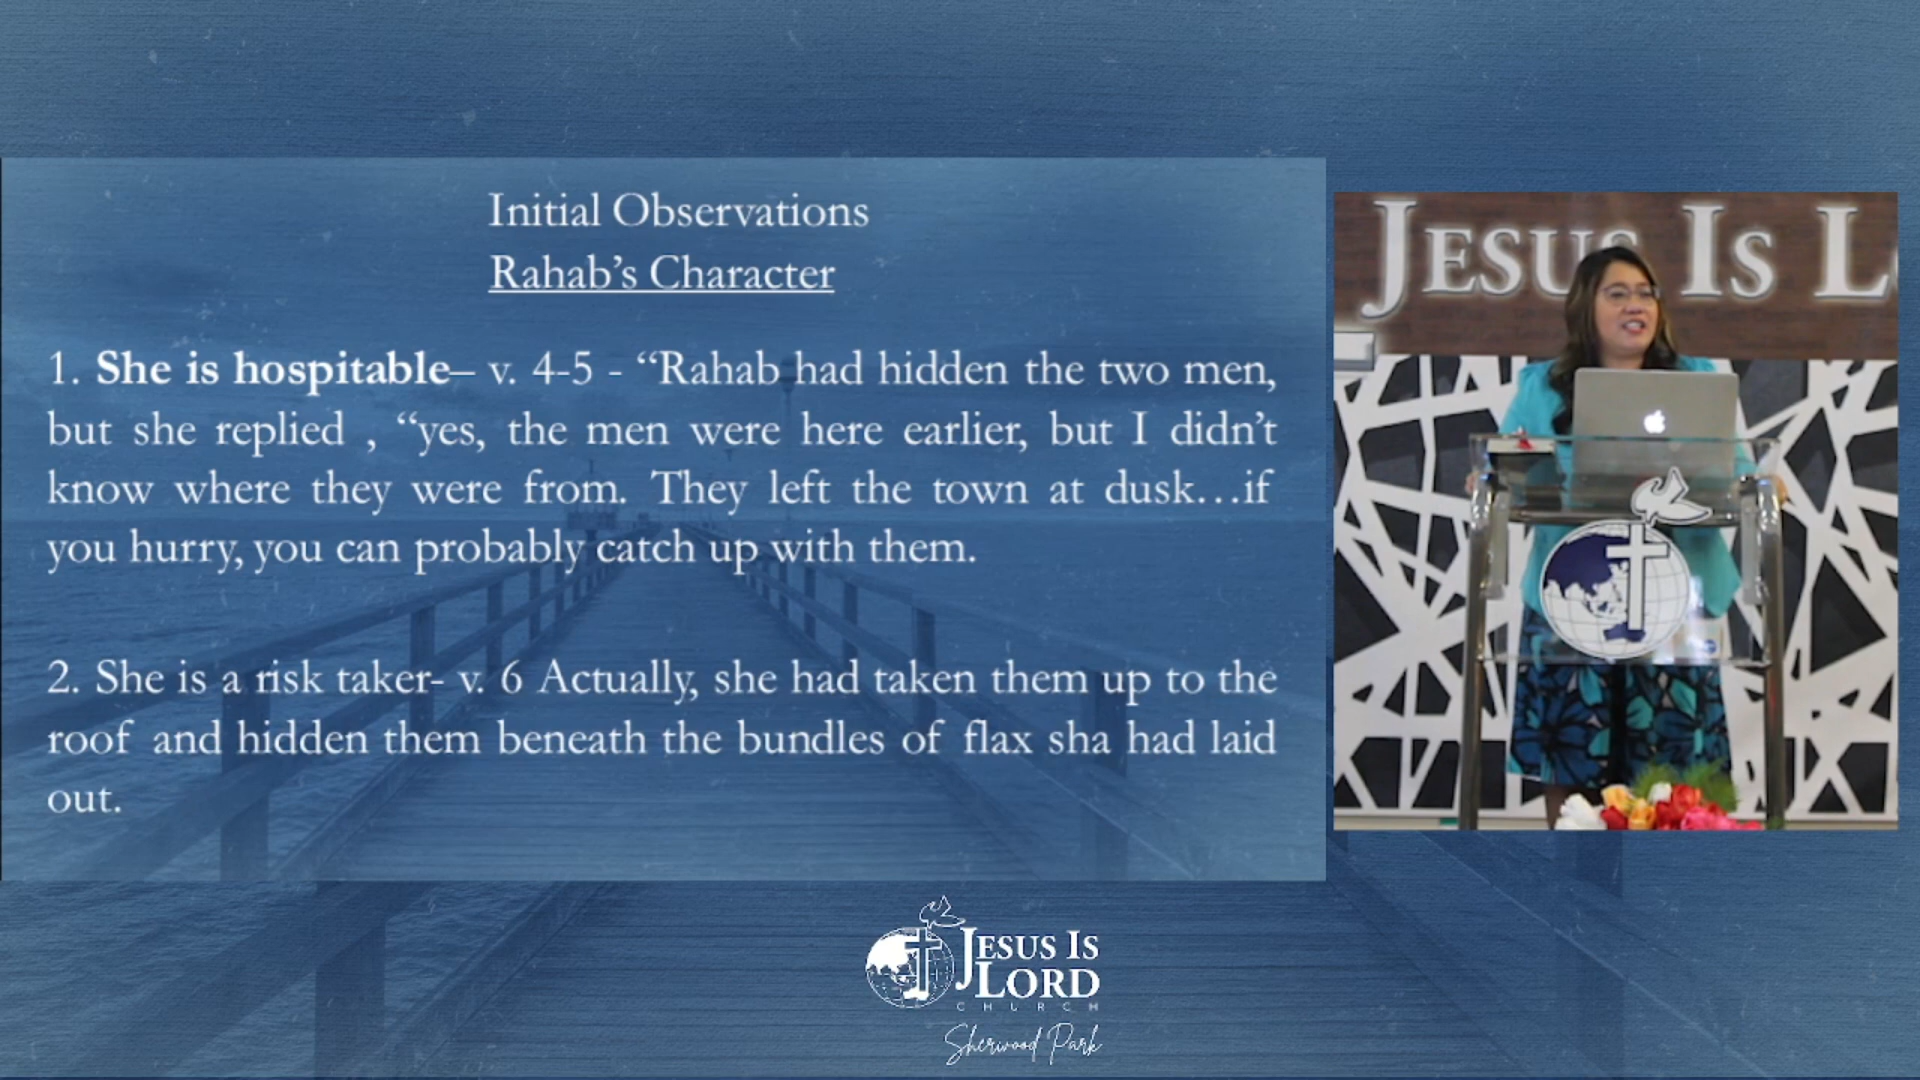 Initial Observations
Rahab’s Character
1. She is hospitable– v. 4-5 - “Rahab had hidden the two men,
but she replied , “yes, the men were here earlier, but I didn’t
know where they were from. They left the town at dusk…if
you hurry, you can probably catch up with them.
2. She is a risk taker- v. 6 Actually, she had taken them up to the
roof and hidden them beneath the bundles of flax sha had laid
out.
JESUS IS L
JESUS IS
LORD
CHURCH
Sherwood Park